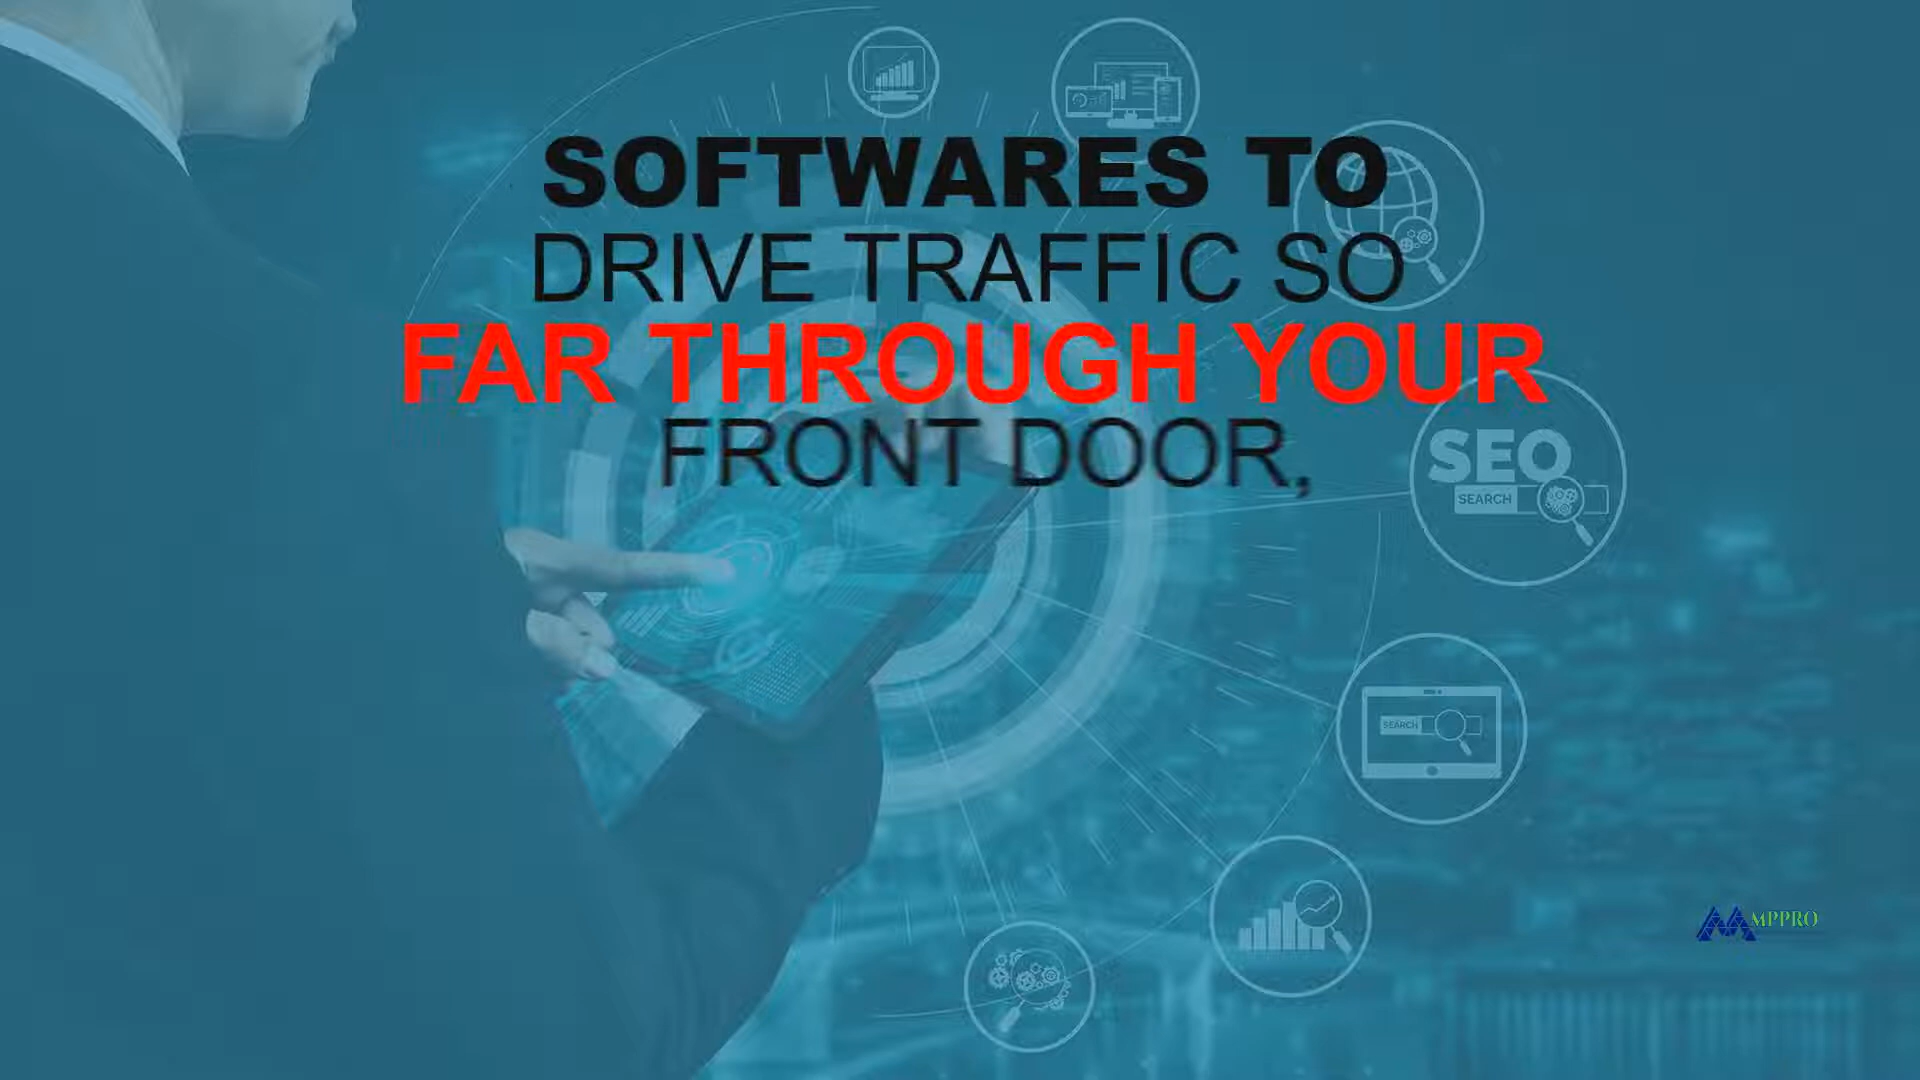 SOFTWARES TO
DRIVE TRAFFIC SO
FAR THROUGH YOUR
FRONT DOOR,
SEO
SEARCH
SEARCH
MPPRO